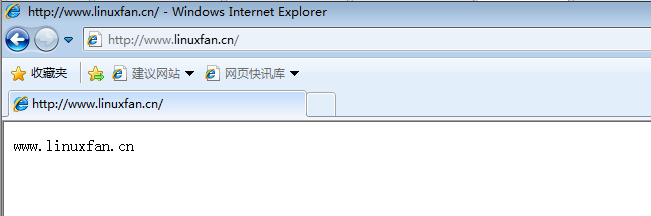 http://www.linuxfan.cn/ - Windows Internet Explorer
http://www.linuxfan.cn/
收藏夹 建议网站 网页快讯库
http://www.linuxfan.cn/
www.linuxfan.cn